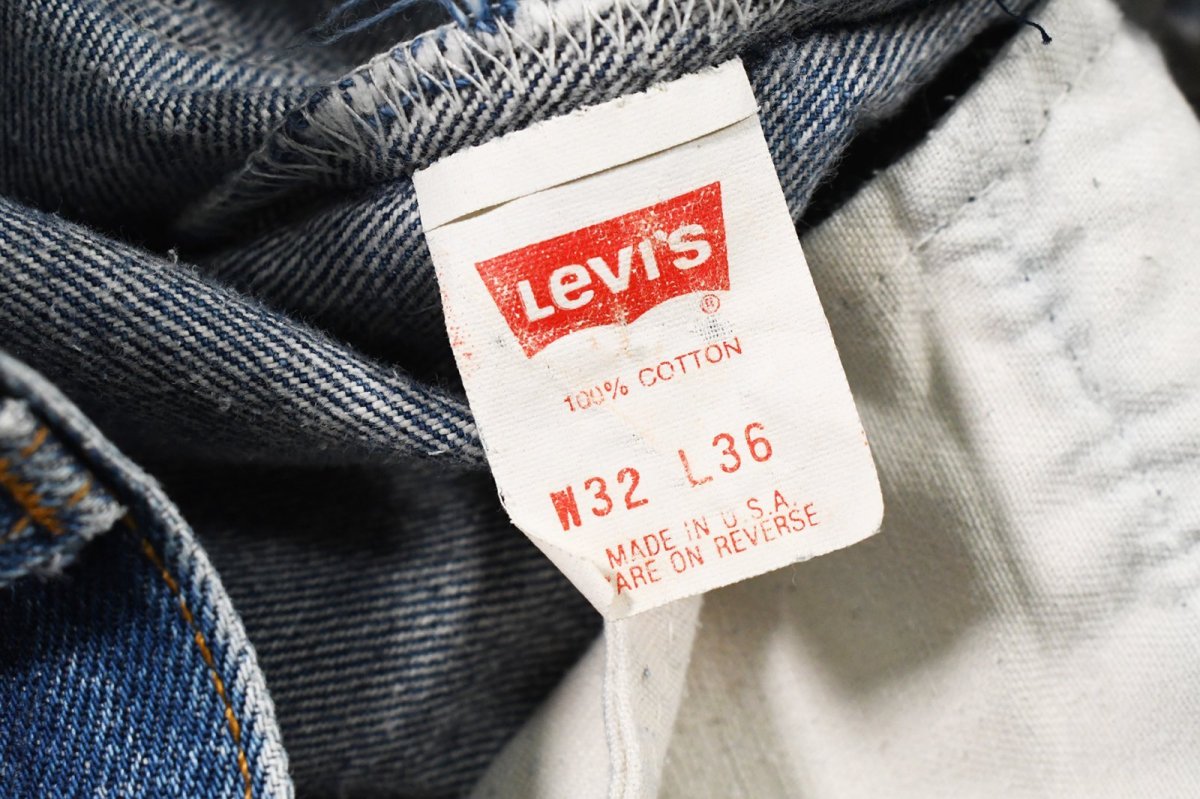 Levi's
®
100% COTTON
W32 L36
MADE IN U.S.A.
ARE ON REVERSE